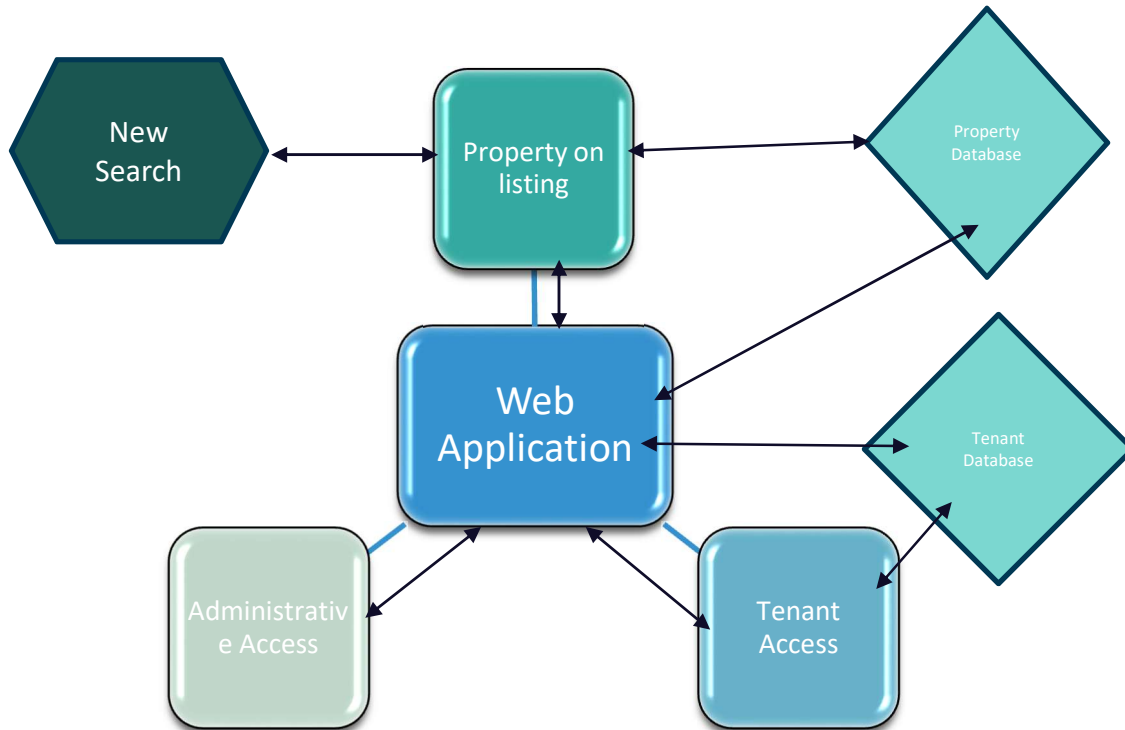 New
Search
Property on
listing
Property
Database
Web
Application
Tenant
Database
Administrativ
e Access
Tenant
Access